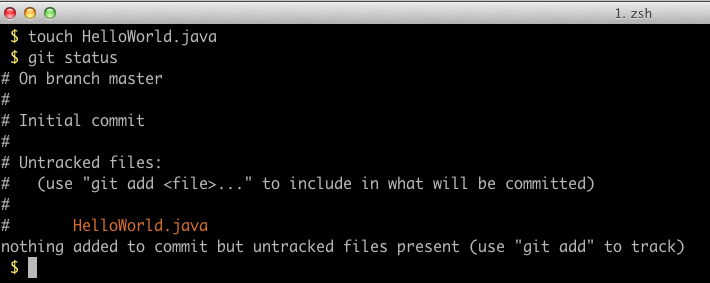 1. zsh
$ touch HelloWorld.java
$ git status
# On branch master
#
# Initial commit
#
# Untracked files:
#   (use "git add <file>..." to include in what will be committed)
#
#       HelloWorld.java
nothing added to commit but untracked files present (use "git add" to track)
$